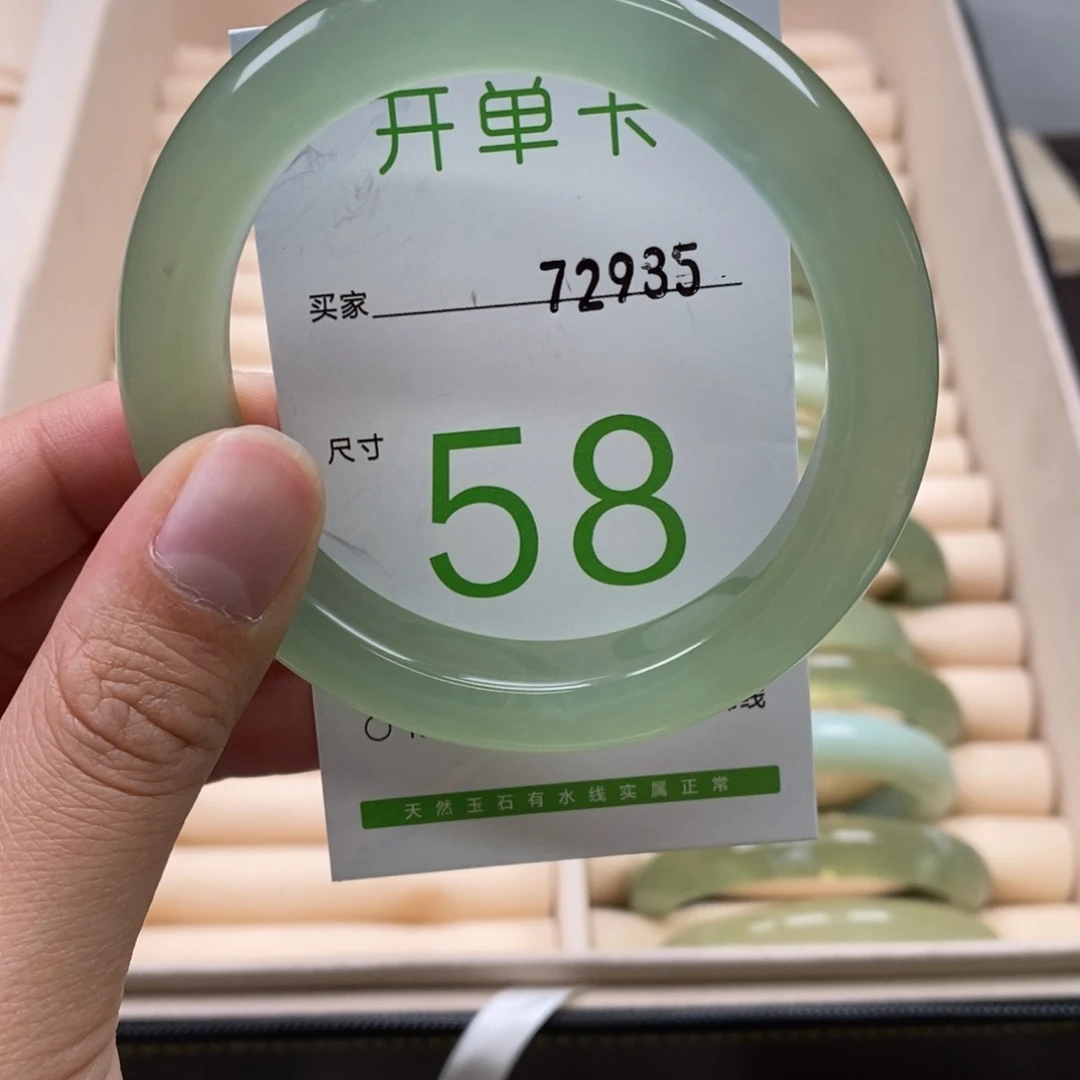 开单卡
买家 72935
尺寸 58
线
天然玉石有水线实属正常